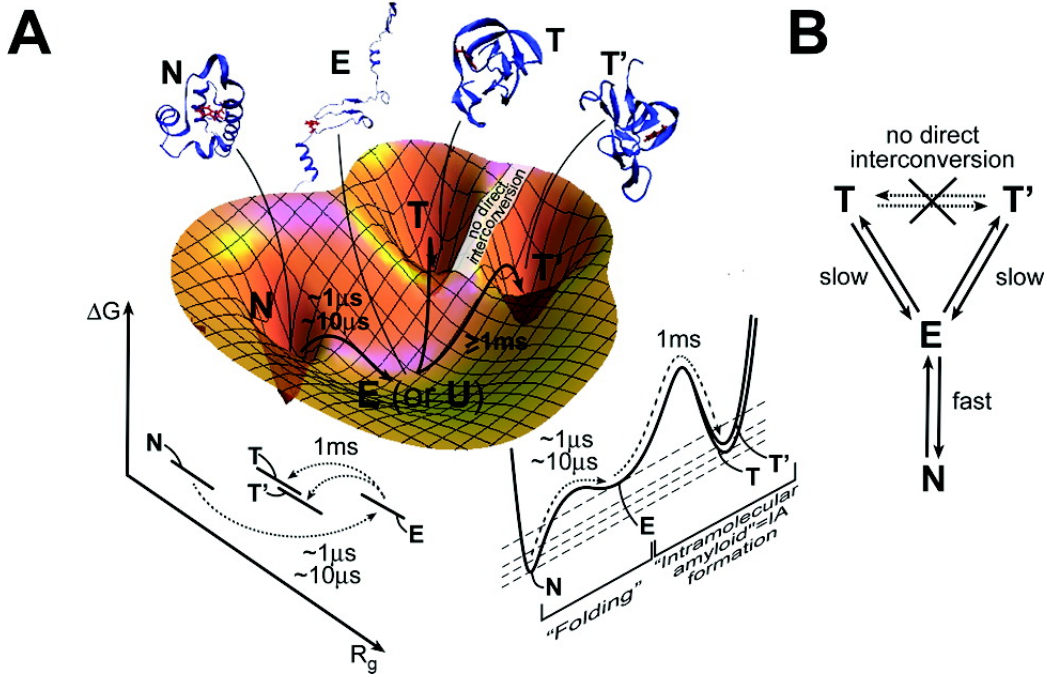 A
N
E
T
T’
no direct
interconversion
T
T’
N
~1μs
~10μs
≥1ms
E (or U)
ΔG
N
T
T’
1ms
E
~1μs
~10μs
Rg
1ms
~1μs
~10μs
N
E
T
T’
“Folding”
“Intramolecular
amyloid”=IA
formation
B
no direct
interconversion
T T’
slow slow
E
fast
N